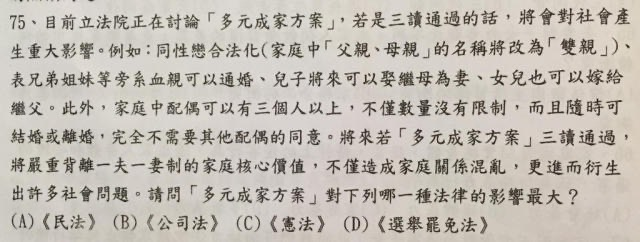 75、目前立法院正在討論「多元成家方案」，若是三讀通過的話，將會對社會產
生重大影響。例如：同性戀合法化(家庭中「父親、母親」的名稱將改為「雙親」)、
表兄弟姐妹等旁系血親可以通婚、兒子將來可以娶繼母為妻、女兒也可以嫁給
繼父。此外，家庭中配偶可以有三個人以上，不僅數量沒有限制，而且隨時可
結婚或離婚，完全不需要其他配偶的同意。將來若「多元成家方案」三讀通過，
將嚴重背離一夫一妻制的家庭核心價值，不僅造成家庭關係混亂，更進而衍生
出許多社會問題。請問「多元成家方案」對下列哪一種法律的影響最大？
(A)《民法》 (B)《公司法》 (C)《憲法》 (D)《選舉罷免法》